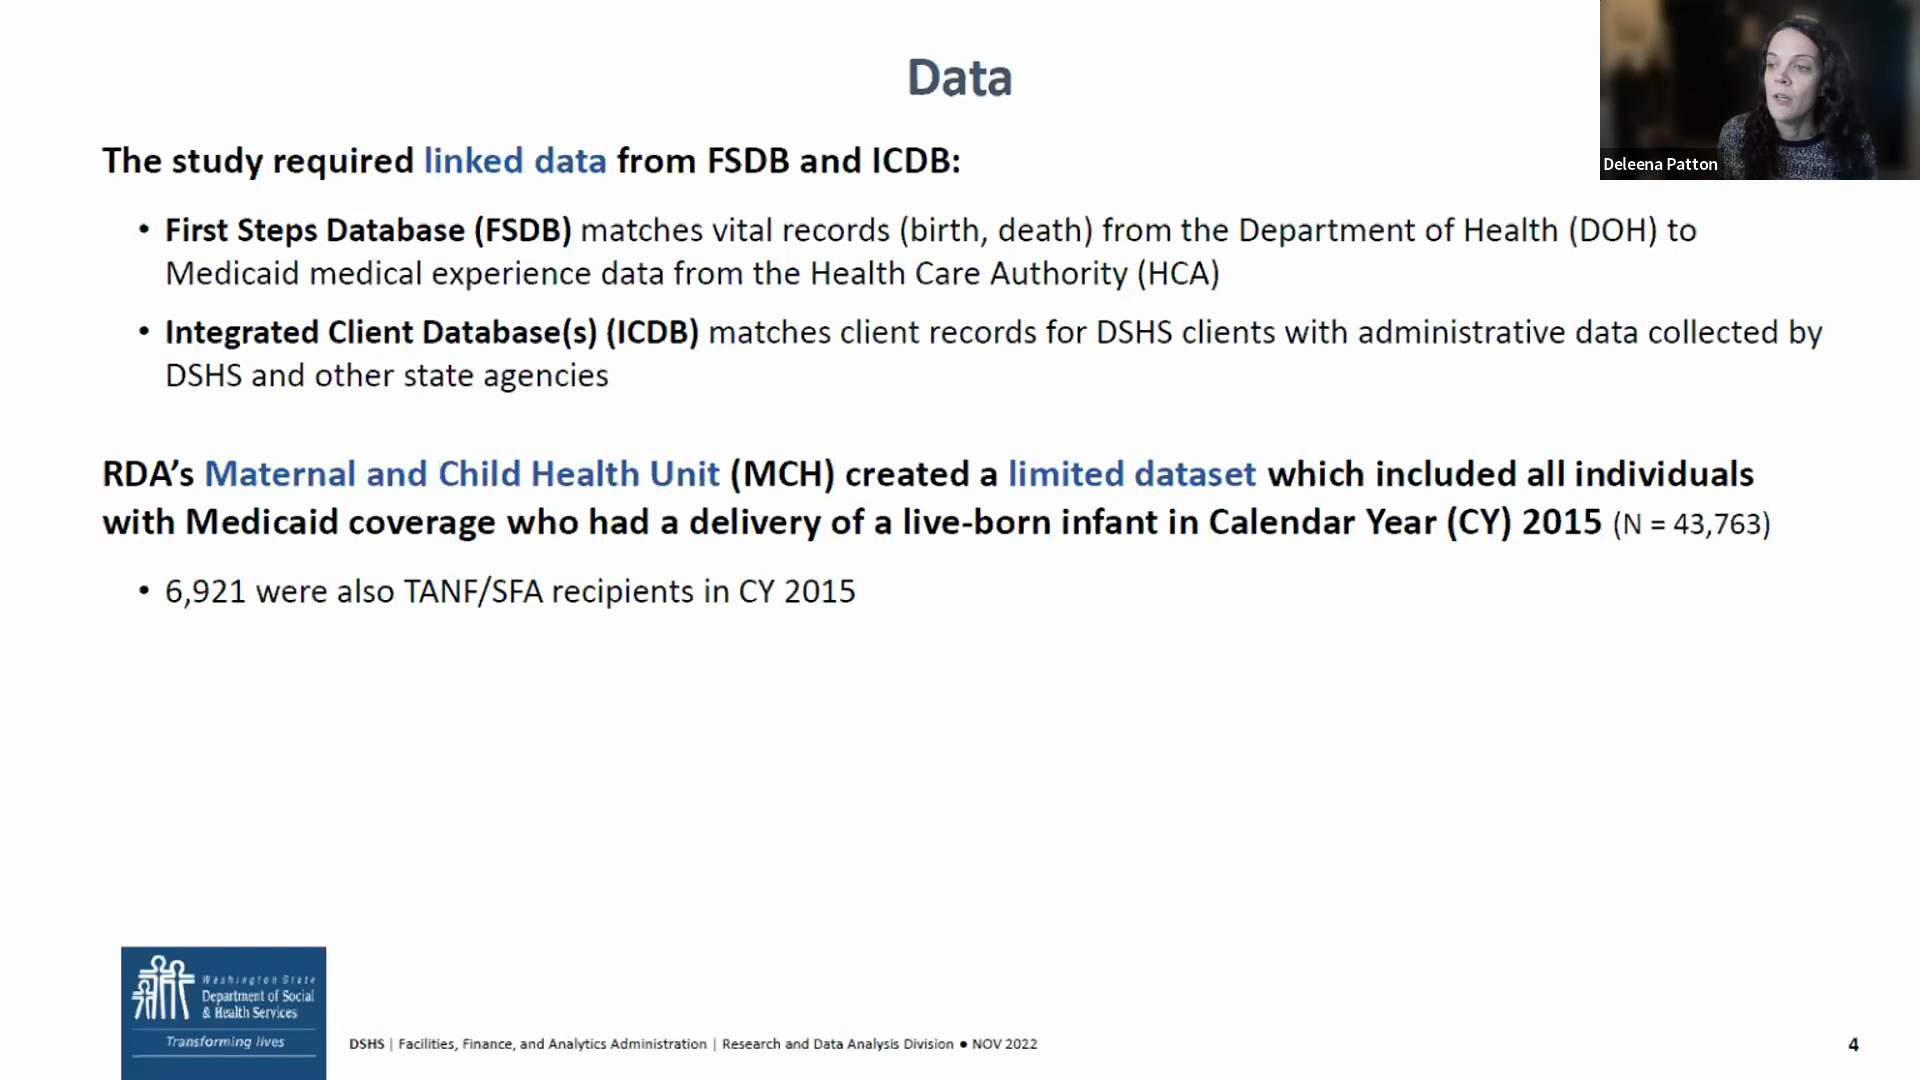 Data
Deleena Patton
The study required linked data from FSDB and ICDB:
• First Steps Database (FSDB) matches vital records (birth, death) from the Department of Health (DOH) to
Medicaid medical experience data from the Health Care Authority (HCA)
• Integrated Client Database(s) (ICDB) matches client records for DSHS clients with administrative data collected by
DSHS and other state agencies
RDA’s Maternal and Child Health Unit (MCH) created a limited dataset which included all individuals
with Medicaid coverage who had a delivery of a live-born infant in Calendar Year (CY) 2015 (N = 43,763)
• 6,921 were also TANF/SFA recipients in CY 2015
Washington State
Department of Social
& Health Services
Transforming lives
DSHS | Facilities, Finance, and Analytics Administration | Research and Data Analysis Division ● NOV 2022
4